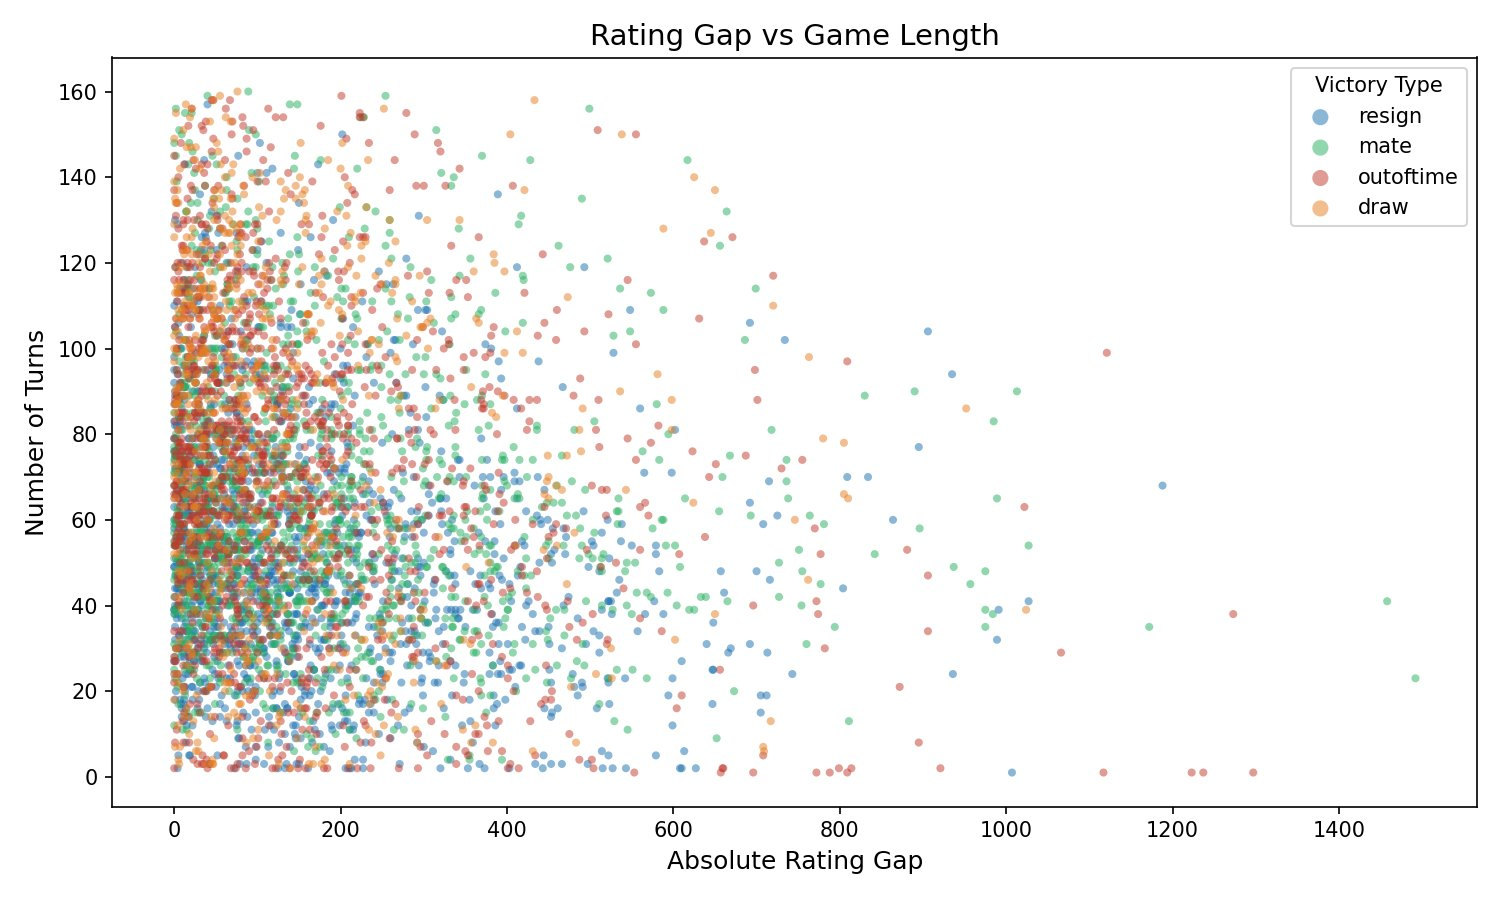 Rating Gap vs Game Length
Victory Type
resign
mate
outoftime
draw
160
140
120
100
80
60
40
20
0
Number of Turns
0 200 400 600 800 1000 1200 1400
Absolute Rating Gap